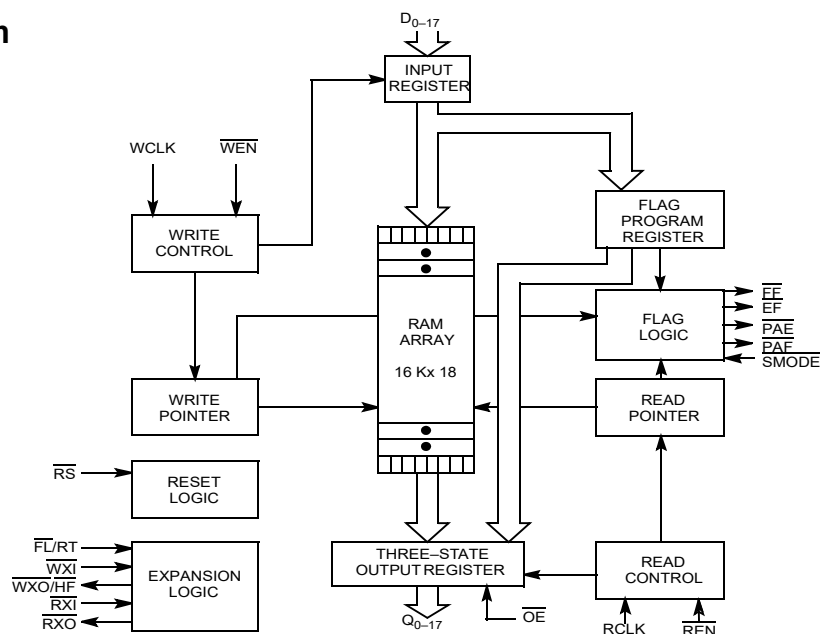 n
D0–17
INPUT
REGISTER
WCLK
WEN
WRITE
CONTROL
FLAG
PROGRAM
REGISTER
RAM
ARRAY
16 Kx 18
FLAG
LOGIC
FF
EF
PAE
PAF
SMODE
WRITE
POINTER
READ
POINTER
RS
RESET
LOGIC
FL/RT
WXI
WXO/HF
RXI
RXO
EXPANSION
LOGIC
THREE–STATE
OUTPUT REGISTER
READ
CONTROL
Q0–17
OE
RCLK
REN